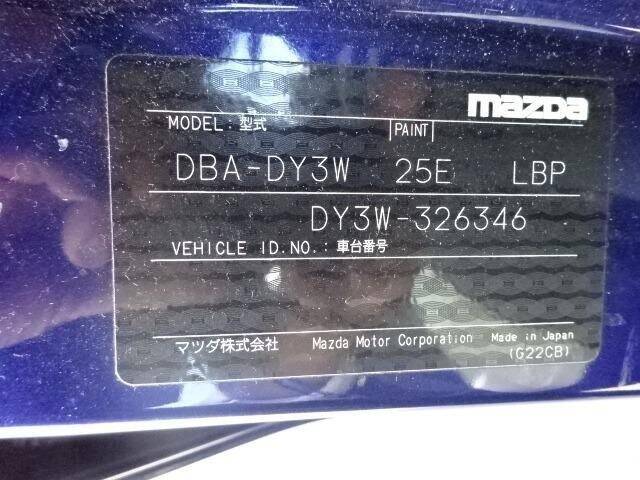 mazda
MODEL : 型式 PAINT
DBA-DY3W 25E LBP
DY3W-326346
VEHICLE ID.NO.: 車台番号
マツダ株式会社 Mazda Motor Corporation Made in Japan
(G22CB)